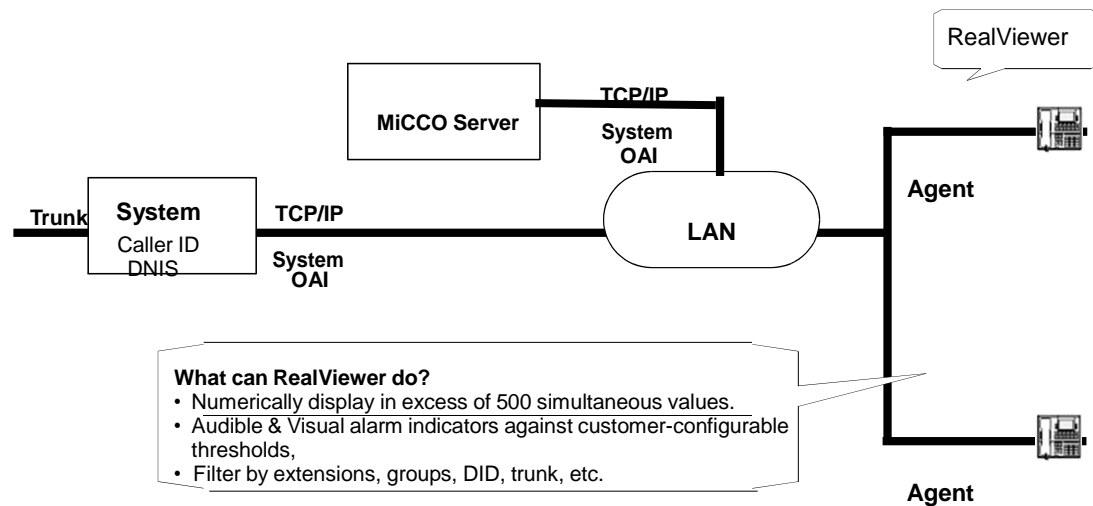 RealViewer
TCP/IP
MiCCO Server
System
OAI
Agent
Trunk
System
TCP/IP
LAN
Caller ID
DNIS
System
OAI
What can RealViewer do?
• Numerically display in excess of 500 simultaneous values.
• Audible & Visual alarm indicators against customer-configurable
thresholds,
• Filter by extensions, groups, DID, trunk, etc.
Agent